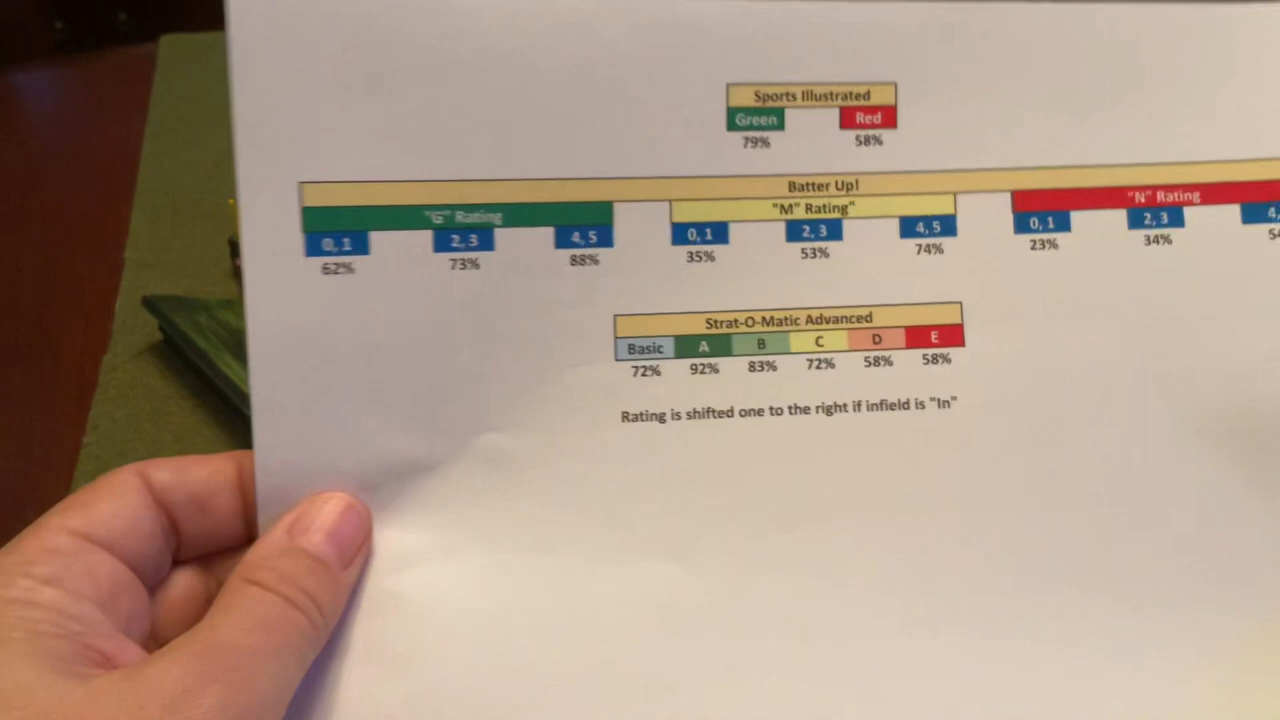 Sports Illustrated
Green Red
79% 58%
Batter Up!
"G" Rating "M" Rating" "N" Rating
0, 1 2, 3 4, 5 0, 1 2, 3 4, 5 0, 1 2, 3
62% 73% 88% 35% 53% 74% 23% 34%
Strat-O-Matic Advanced
Basic A B C D E
72% 92% 83% 72% 58% 58%
Rating is shifted one to the right if infield is "In"